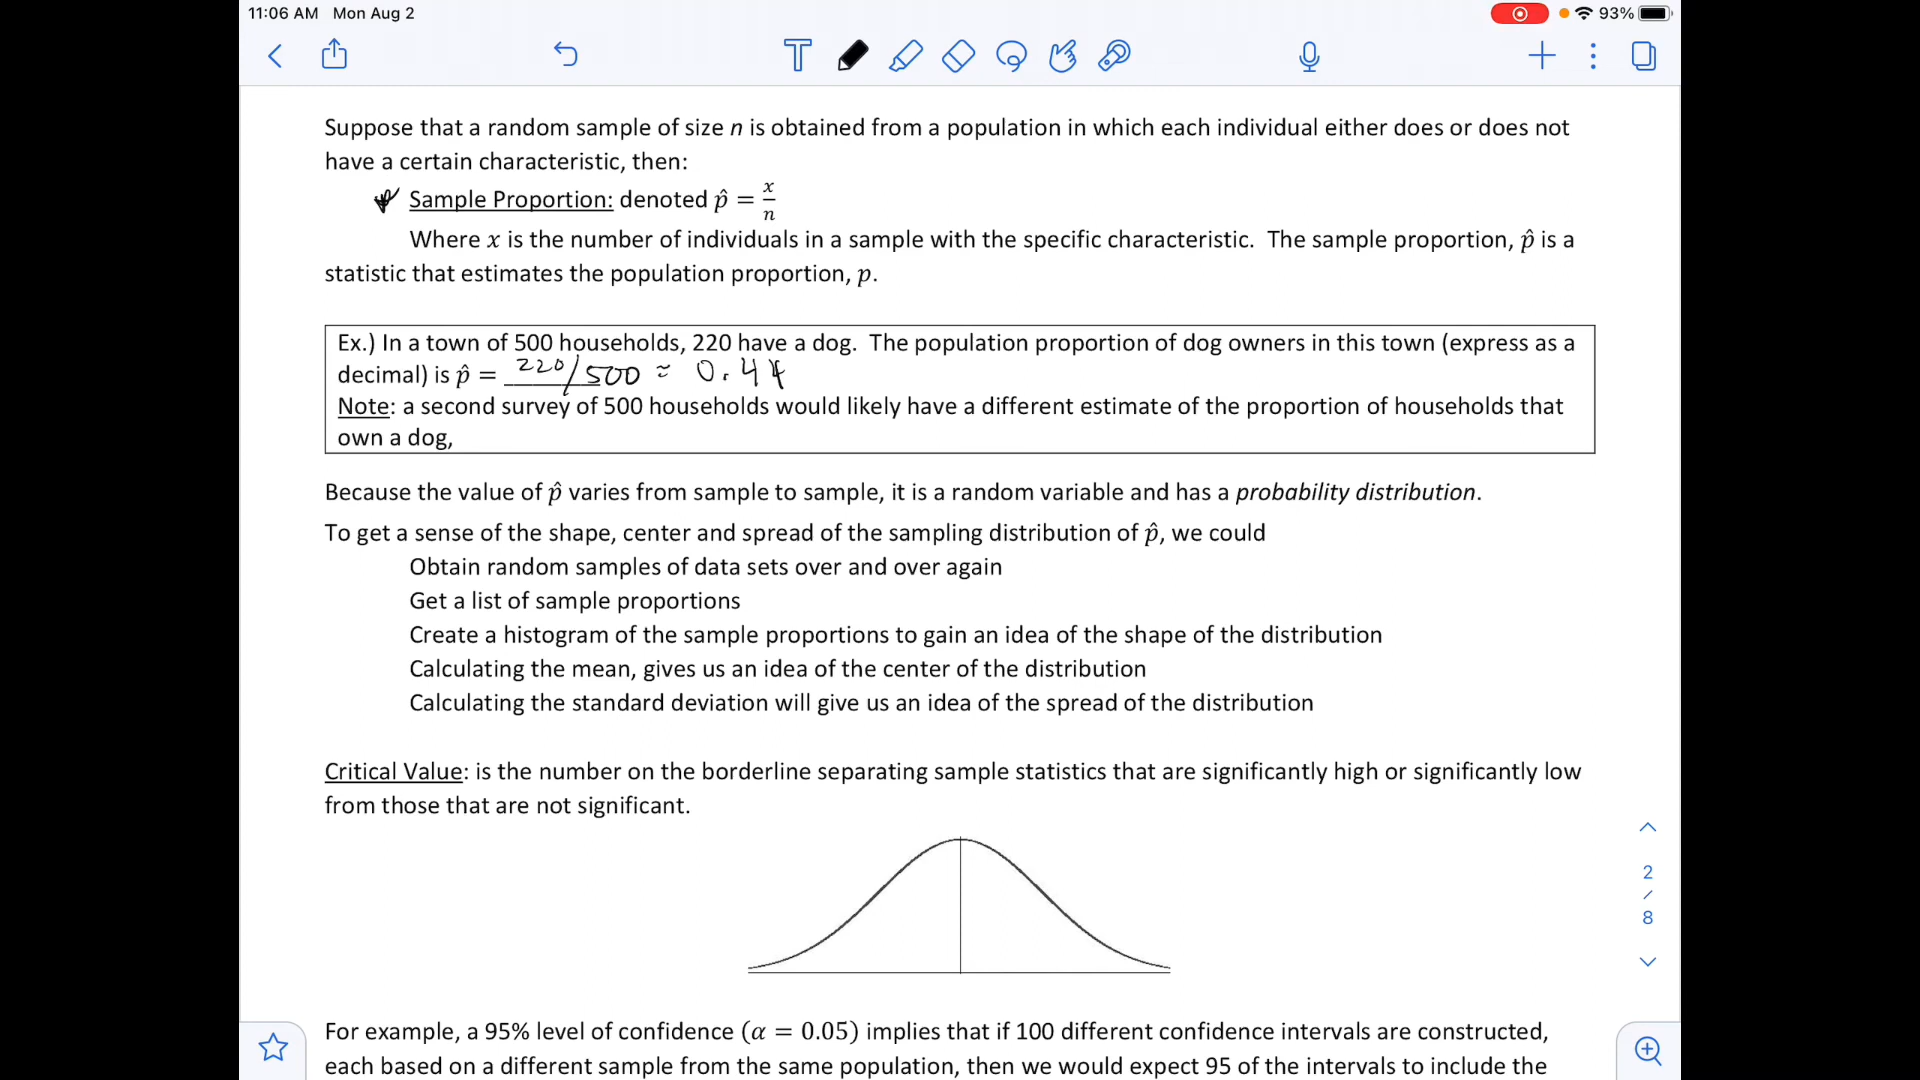 11:06 AM Mon Aug 2
93%
Suppose that a random sample of size n is obtained from a population in which each individual either does or does not
have a certain characteristic, then:
Sample Proportion: denoted p̂ = x/n
Where x is the number of individuals in a sample with the specific characteristic. The sample proportion, p̂ is a
statistic that estimates the population proportion, p.
Ex.) In a town of 500 households, 220 have a dog. The population proportion of dog owners in this town (express as a
decimal) is p̂ = 220/500 ≈ 0.44
Note: a second survey of 500 households would likely have a different estimate of the proportion of households that
own a dog,
Because the value of p̂ varies from sample to sample, it is a random variable and has a probability distribution.
To get a sense of the shape, center and spread of the sampling distribution of p̂, we could
Obtain random samples of data sets over and over again
Get a list of sample proportions
Create a histogram of the sample proportions to gain an idea of the shape of the distribution
Calculating the mean, gives us an idea of the center of the distribution
Calculating the standard deviation will give us an idea of the spread of the distribution
Critical Value: is the number on the borderline separating sample statistics that are significantly high or significantly low
from those that are not significant.
2
/
8
For example, a 95% level of confidence (α = 0.05) implies that if 100 different confidence intervals are constructed,
each based on a different sample from the same population, then we would expect 95 of the intervals to include the